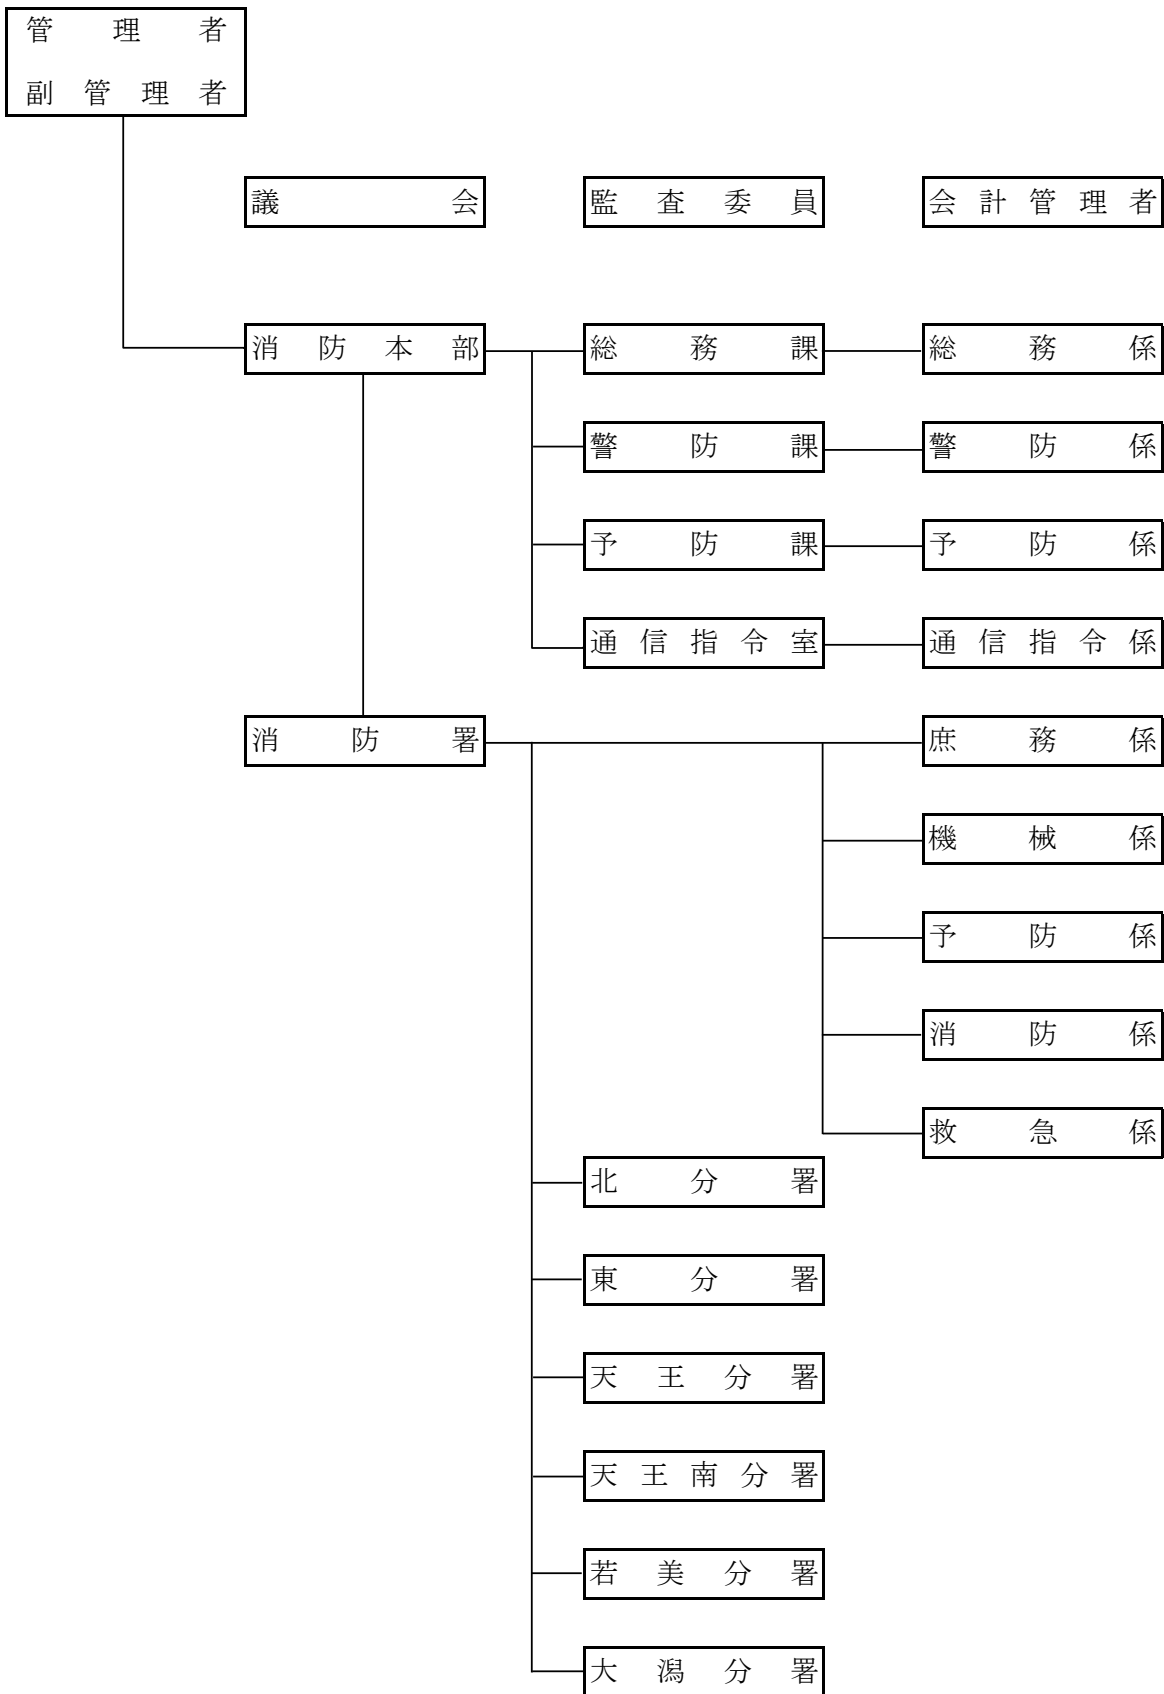 管理者
副管理者
議会
監査委員
会計管理者
消防本部
総務課
総務係
警防課
警防係
予防課
予防係
通信指令室
通信指令係
消防署
庶務係
機械係
予防係
消防係
救急係
北分署
東分署
天王分署
天王南分署
若美分署
大潟分署